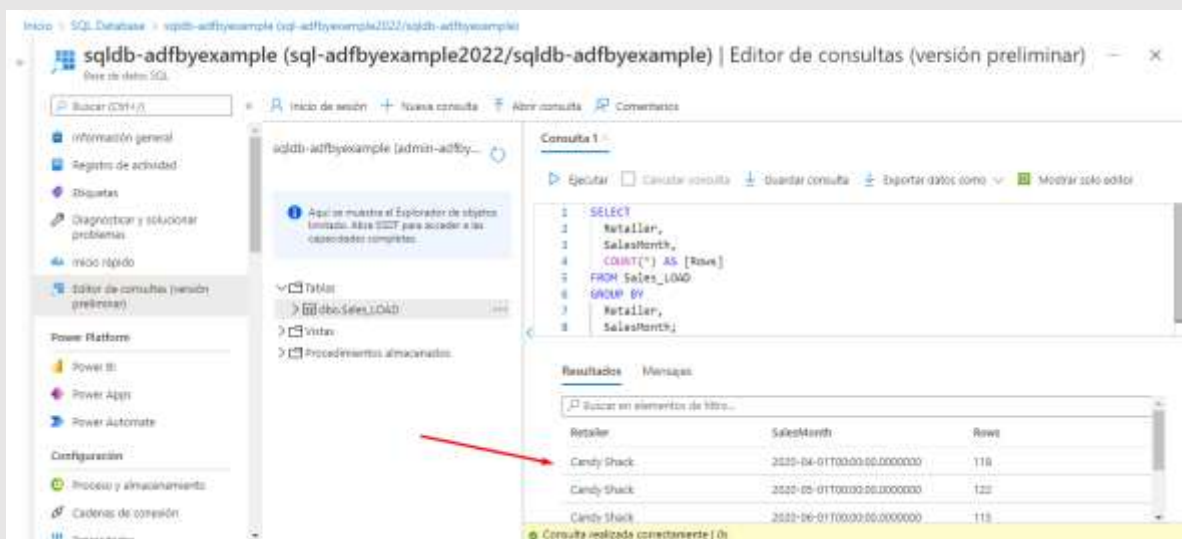 Inicio > SQL Database > sqldb-adfbyexample (sql-adfbyexample2022/sqldb-adfbyexample)
sqldb-adfbyexample (sql-adfbyexample2022/sqldb-adfbyexample) | Editor de consultas (versión preliminar)
Base de datos SQL
Buscar (Ctrl+/)
Información general
Registro de actividad
Etiquetas
Diagnosticar y solucionar
problemas
Inicio rápido
Editor de consultas (versión
preliminar)
Power Platform
Power BI
Power Apps
Power Automate
Configuración
Proceso y almacenamiento
Cadenas de conexión
Propiedades
Inicio de sesión + Nueva consulta Abrir consulta Comentarios
sqldb-adfbyexample (admin-adfby...
Aquí se muestra el Explorador de objetos
limitado. Abra SSDT para acceder a las
capacidades completas.
Tablas
dbo.Sales_LOAD ...
Vistas
Procedimientos almacenados
Consulta 1 ×
Ejecutar Cancelar consulta Guardar consulta Exportar datos como Mostrar solo editor
1 SELECT
2 Retailer,
3 SalesMonth,
4 COUNT(*) AS [Rows]
5 FROM Sales_LOAD
6 GROUP BY
7 Retailer,
8 SalesMonth;
Resultados Mensajes
Buscar en elementos de filtro...
Retailer SalesMonth Rows
Candy Shack 2020-04-01T00:00:00.0000000 118
Candy Shack 2020-05-01T00:00:00.0000000 122
Candy Shack 2020-06-01T00:00:00.0000000 115
Consulta realizada correctamente | 0s